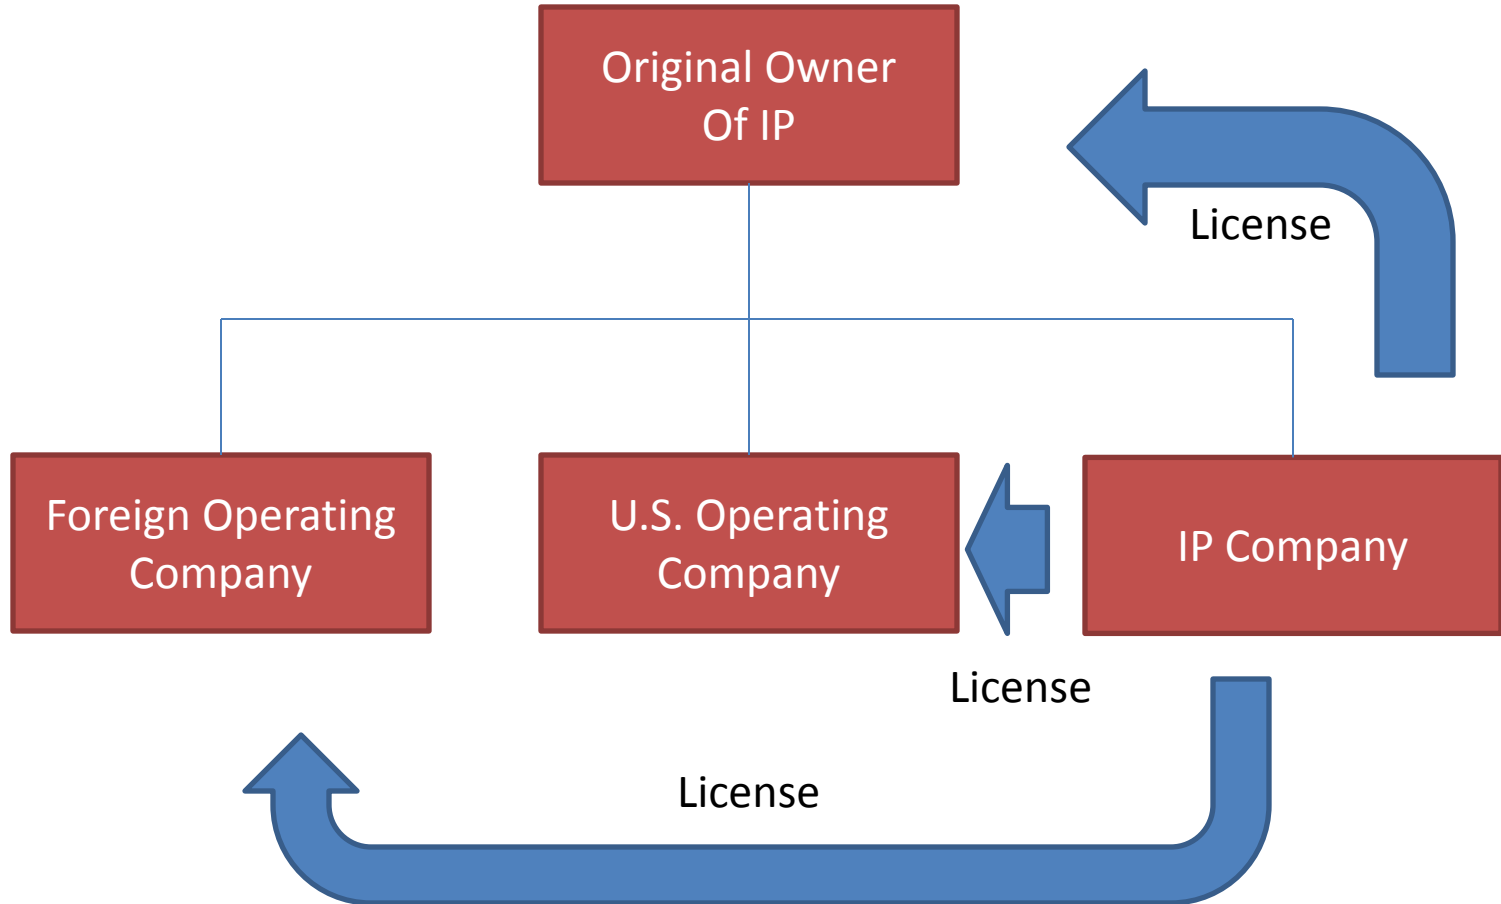 Original Owner
Of IP
License
Foreign Operating
Company
U.S. Operating
Company
IP Company
License
License